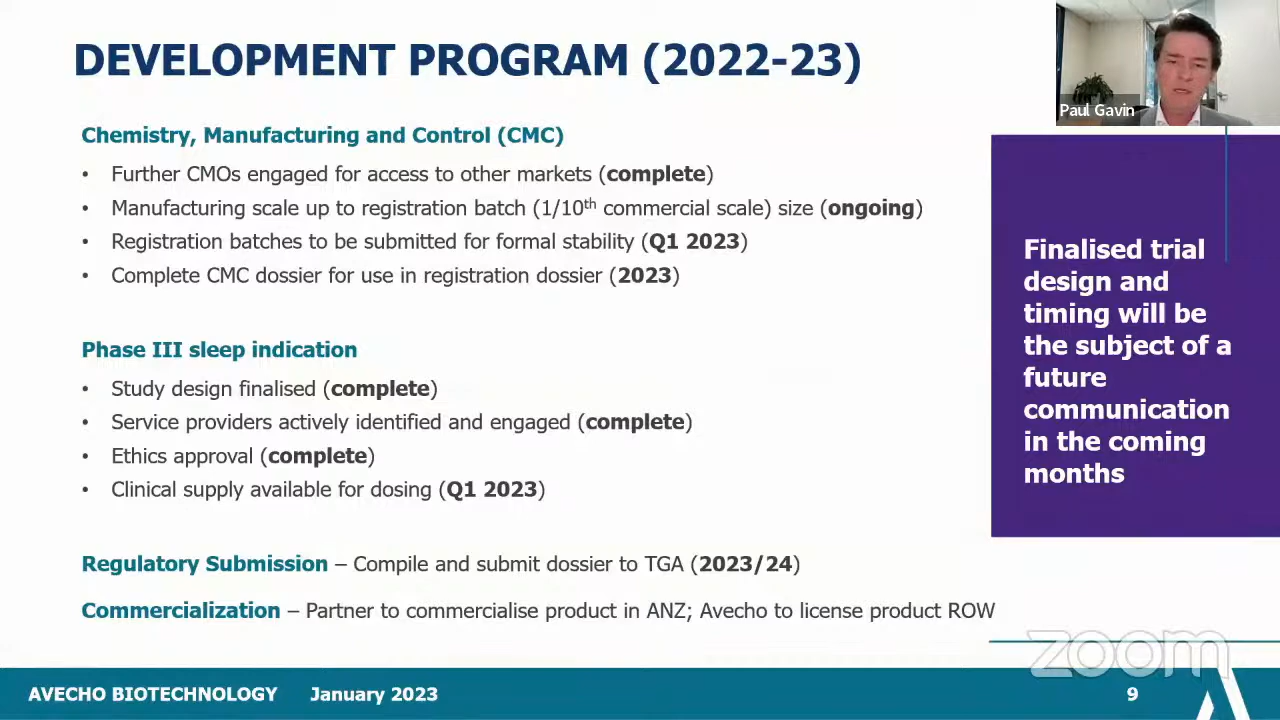 DEVELOPMENT PROGRAM (2022-23)
Paul Gavin
Chemistry, Manufacturing and Control (CMC)
• Further CMOs engaged for access to other markets (complete)
• Manufacturing scale up to registration batch (1/10th commercial scale) size (ongoing)
• Registration batches to be submitted for formal stability (Q1 2023)
• Complete CMC dossier for use in registration dossier (2023)
Phase III sleep indication
• Study design finalised (complete)
• Service providers actively identified and engaged (complete)
• Ethics approval (complete)
• Clinical supply available for dosing (Q1 2023)
Regulatory Submission – Compile and submit dossier to TGA (2023/24)
Commercialization – Partner to commercialise product in ANZ; Avecho to license product ROW
Finalised trial
design and
timing will be
the subject of a
future
communication
in the coming
months
zoom
AVECHO BIOTECHNOLOGY January 2023 9